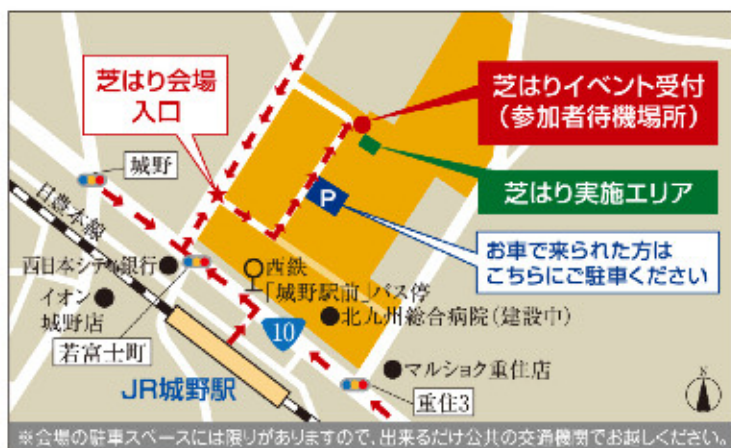 芝はり会場
入口
芝はりイベント受付
（参加者待機場所）
城野
芝はり実施エリア
P
日豊本線
お車で来られた方は
こちらにご駐車ください
西日本シティ銀行
西鉄
「城野駅前」バス停
イオン
城野店
北九州総合病院（建設中）
若富士町
10
JR城野駅
マルショク重住店
重住3
N
※会場の駐車スペースには限りがありますので、出来るだけ公共の交通機関でお越しください。